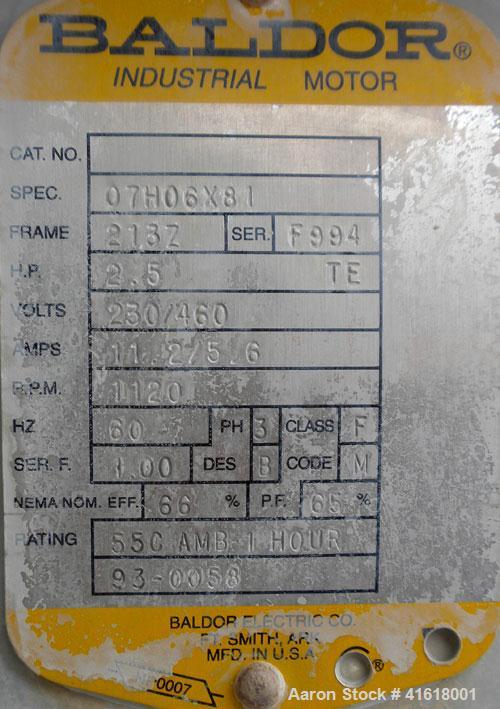 BALDOR®
INDUSTRIAL MOTOR
CAT. NO.
SPEC. 07H06X81
FRAME 213Z SER. F994
H.P. 2.5 TE
VOLTS 230/460
AMPS 11.2/5.6
R.P.M. 1120
HZ 60 PH 3 CLASS F
SER. F. 1.00 DES B CODE M
NEMA NOM. EFF. 66 % P.F. 65 %
RATING 55C AMB-1 HOUR
93-0058
BALDOR ELECTRIC CO.
FT. SMITH, ARK.
MFD. IN U.S.A.
®
0007
Aaron Stock # 41618001